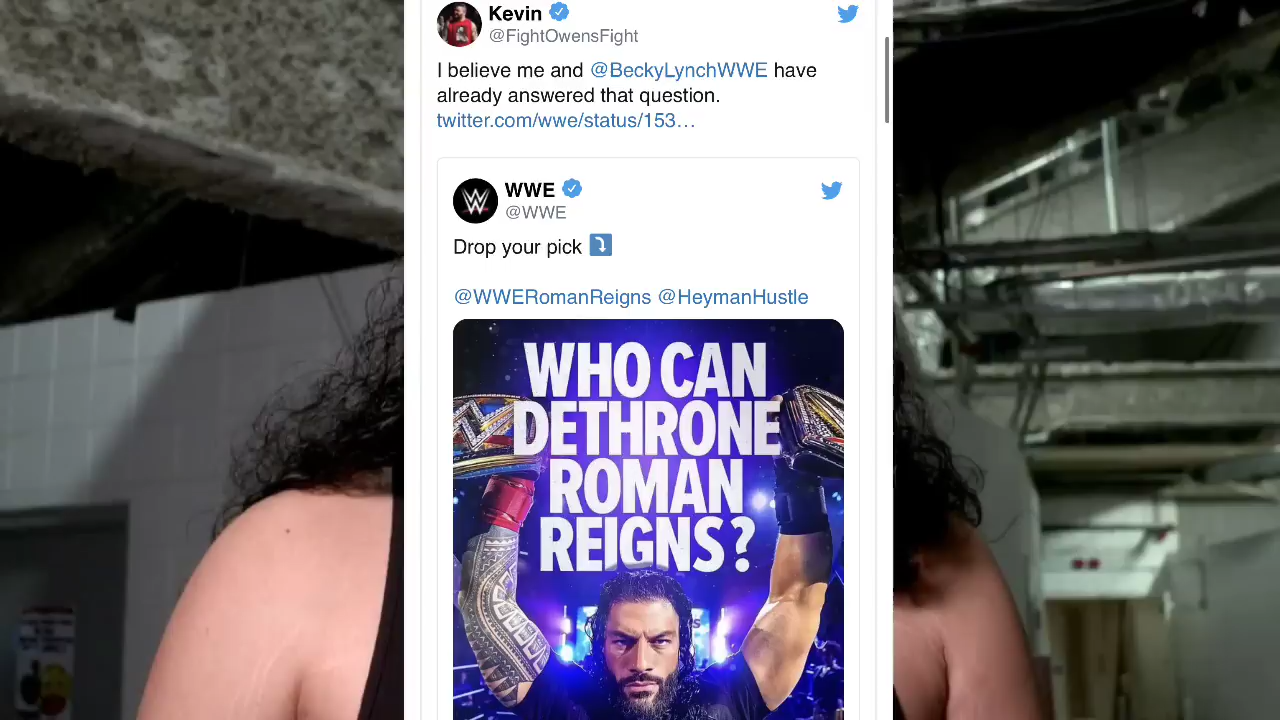 Kevin
@FightOwensFight
I believe me and @BeckyLynchWWE have
already answered that question.
twitter.com/wwe/status/153…
WWE
@WWE
Drop your pick ⤵️
@WWERomanReigns @HeymanHustle
WHO CAN
DETHRONE
ROMAN
REIGNS?